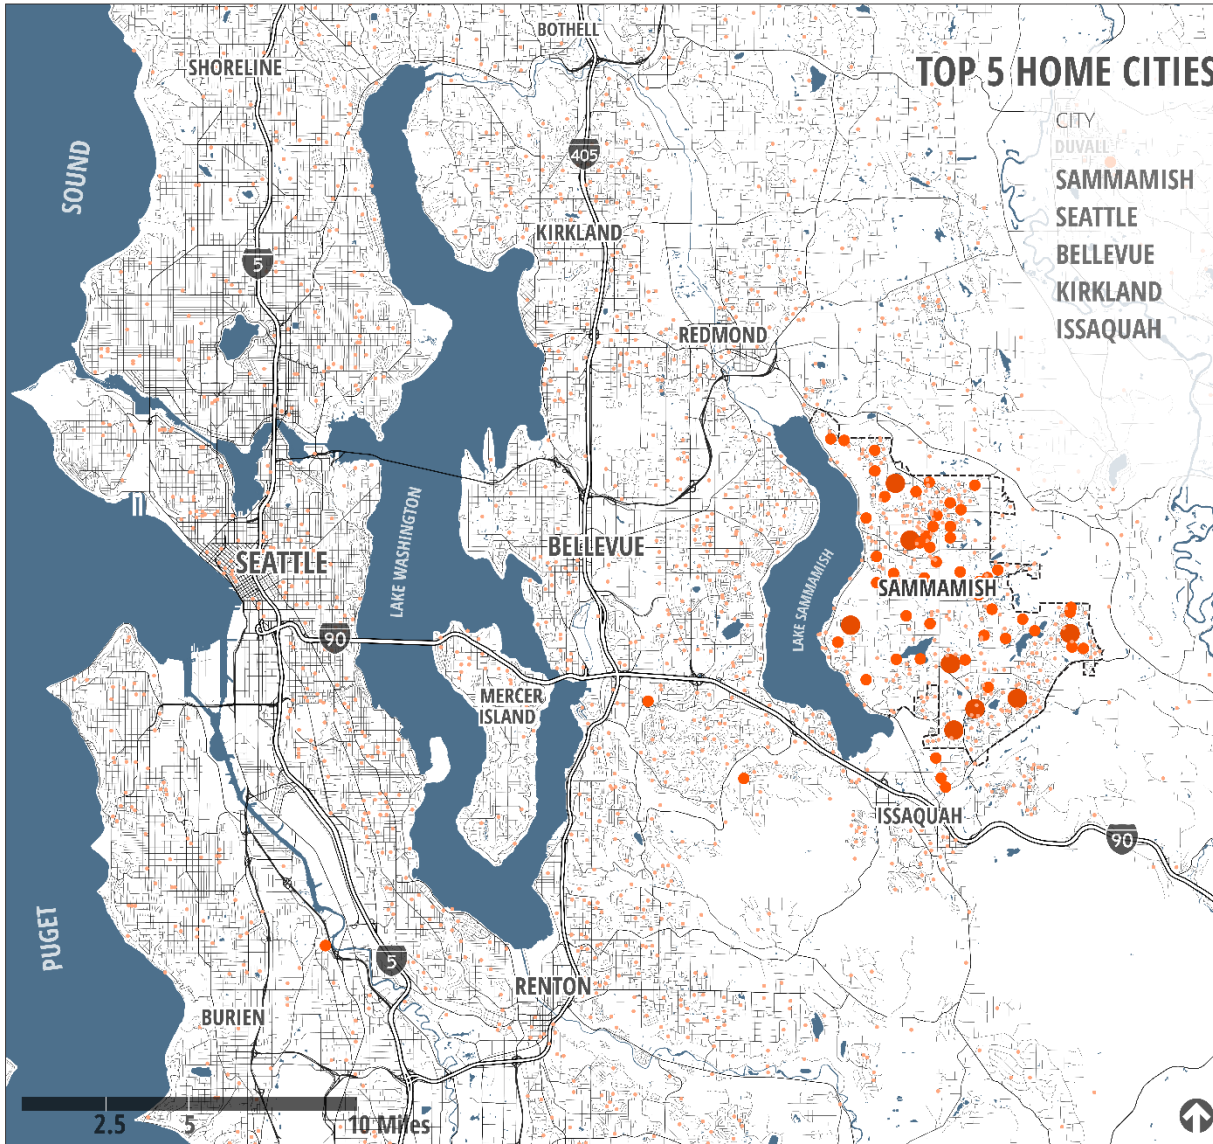 BOTHELL
SHORELINE
TOP 5 HOME CITIES
CITY
DUVALL
SAMMAMISH
SEATTLE
BELLEVUE
KIRKLAND
ISSAQUAH
SOUND
405
KIRKLAND
5
REDMOND
LAKE WASHINGTON
BELLEVUE
SEATTLE
LAKE SAMMAMISH
SAMMAMISH
90
MERCER
ISLAND
ISSAQUAH
90
PUGET
5
RENTON
BURIEN
2.5 5 10 Miles